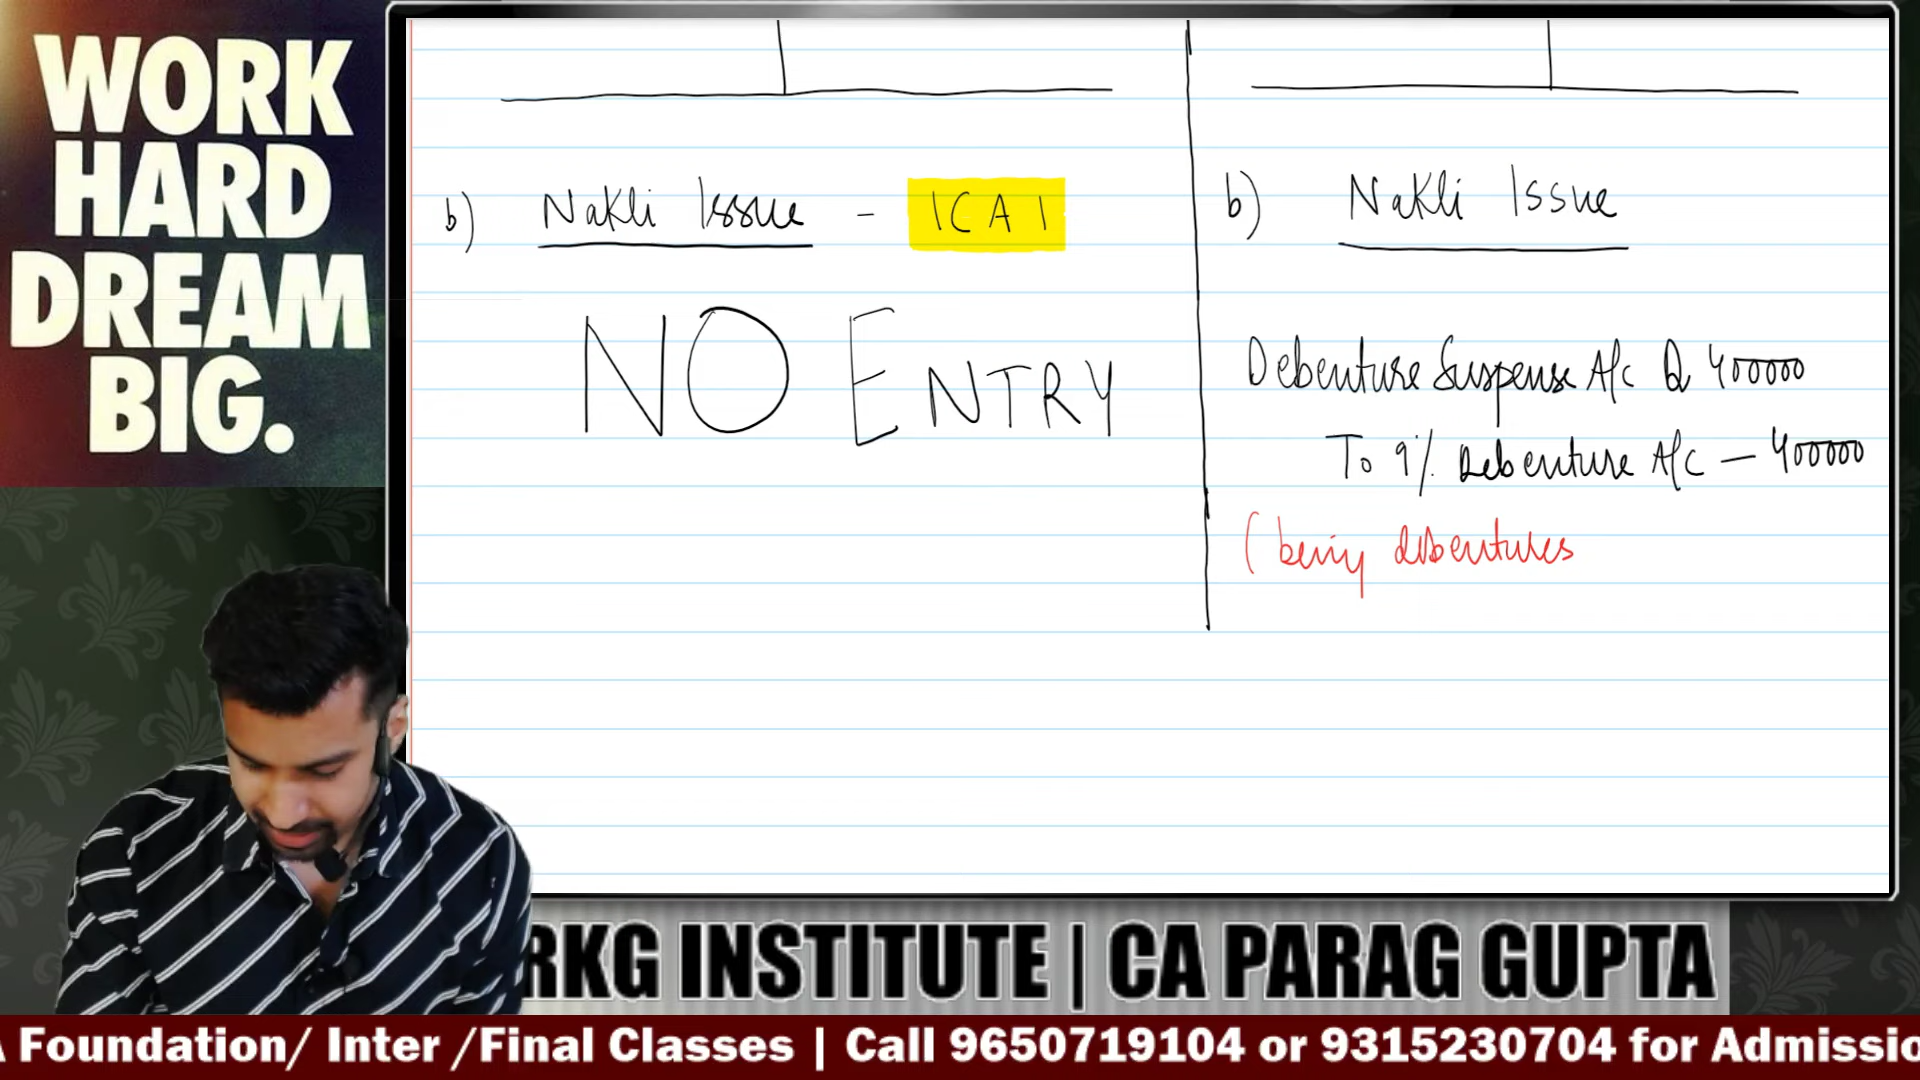 WORK
HARD
DREAM
BIG.
b) Nakli Issue - ICAI
NO ENTRY
b) Nakli Issue
Debenture Suspense A/c Dr 400000
To 9% Debenture A/c — 400000
( being debentures
RKG INSTITUTE | CA PARAG GUPTA
A Foundation/ Inter /Final Classes | Call 9650719104 or 9315230704 for Admissio